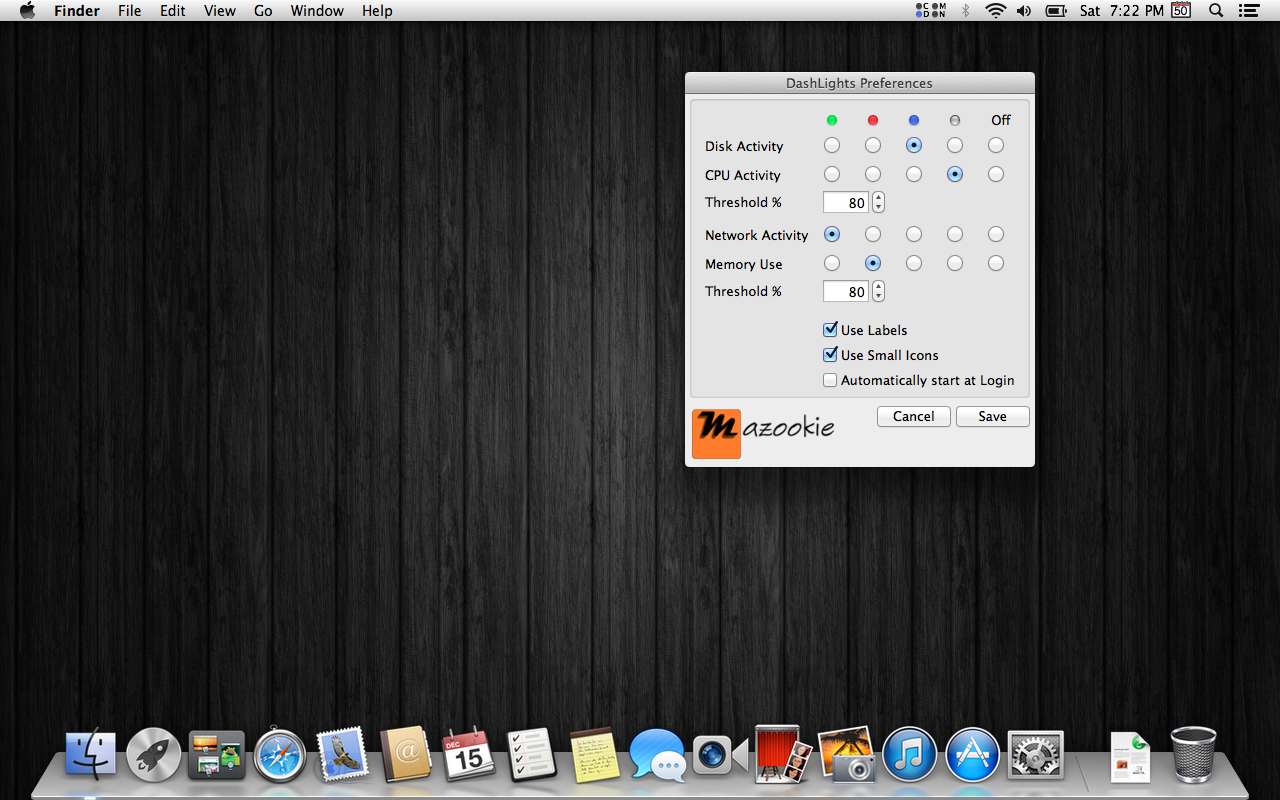 Finder File Edit View Go Window Help
C M
D N
Sat 7:22 PM
50
DashLights Preferences
Off
Disk Activity
CPU Activity
Threshold % 80
Network Activity
Memory Use
Threshold % 80
Use Labels
Use Small Icons
Automatically start at Login
Cancel Save
Mazookie
DEC
15
@